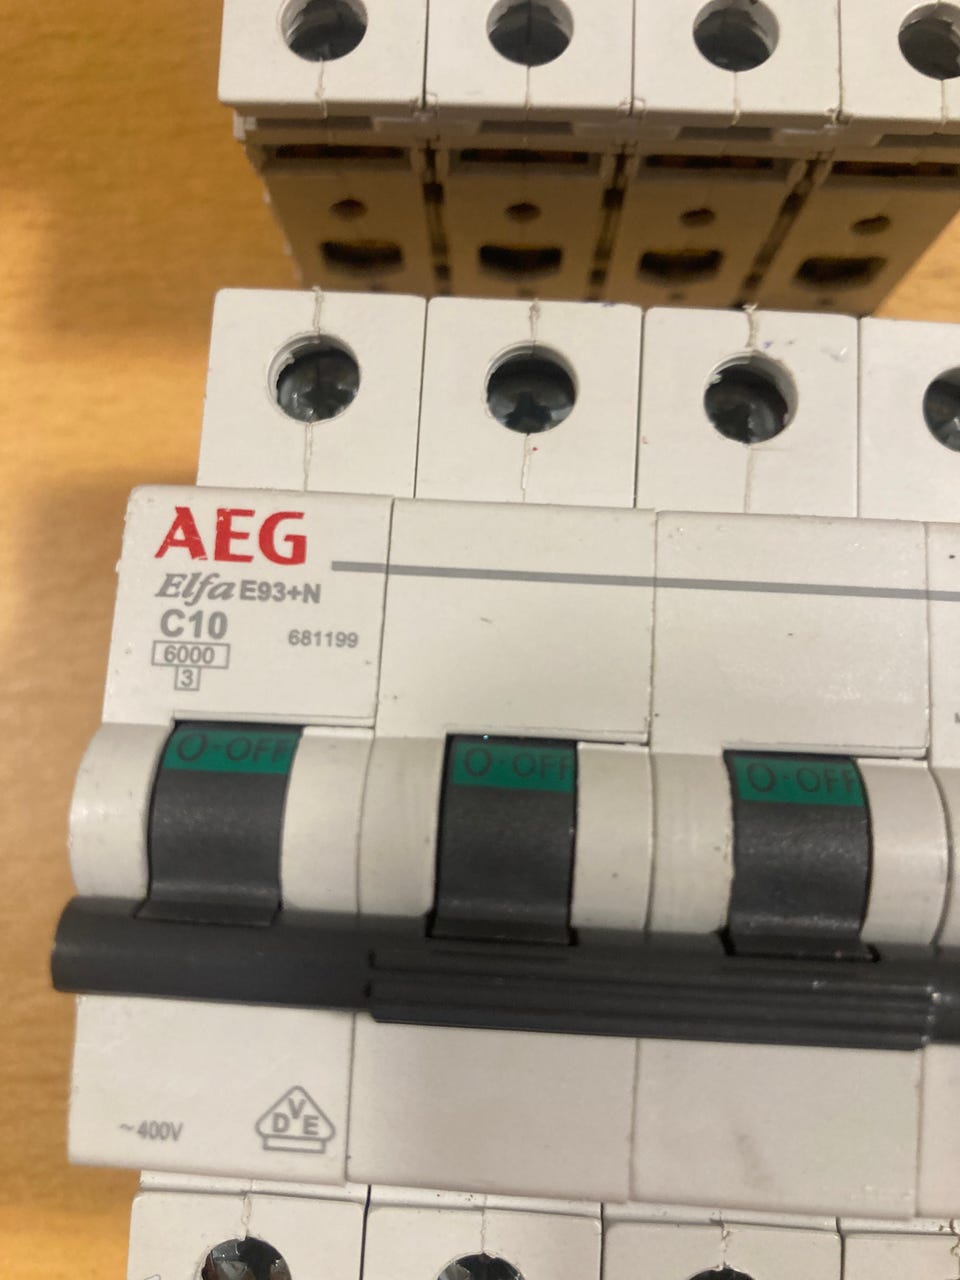 AEG
Elfa E93+N
C10
681199
6000
3
O-OFF
O-OFF
O-OFF
~400V
VDE